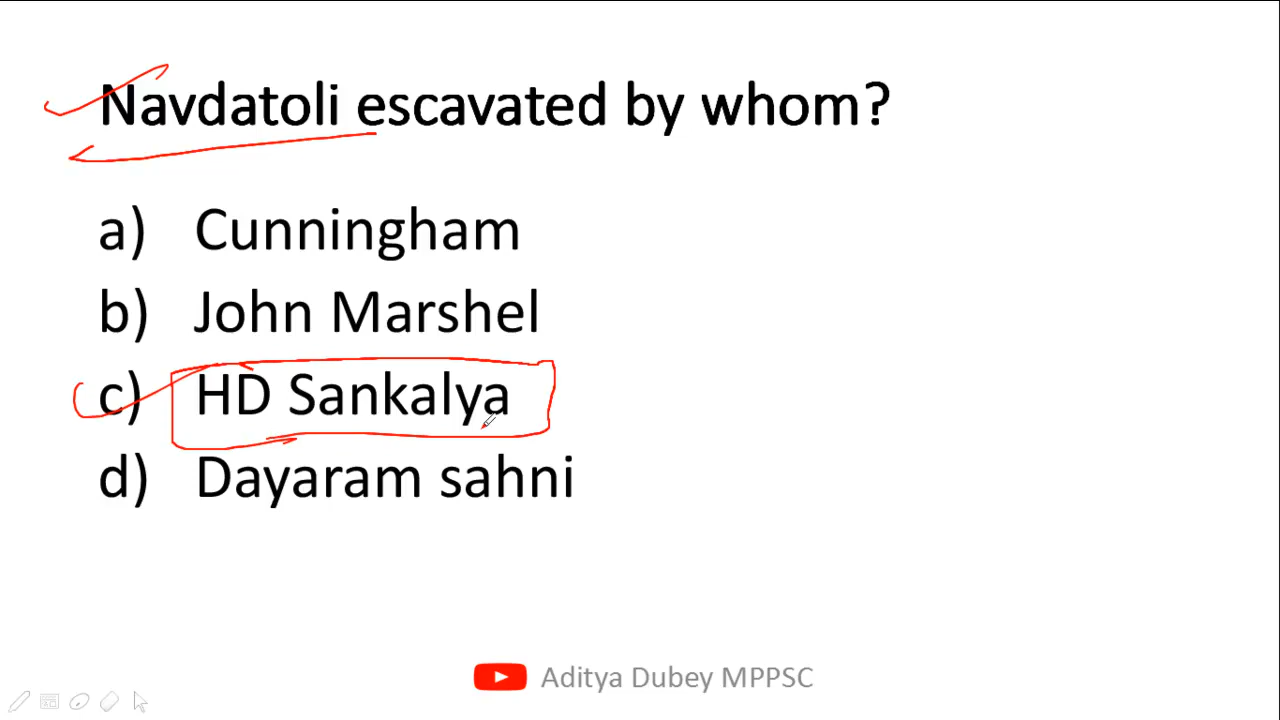 Navdatoli escavated by whom?
a) Cunningham
b) John Marshel
c) HD Sankalya
d) Dayaram sahni
Aditya Dubey MPPSC